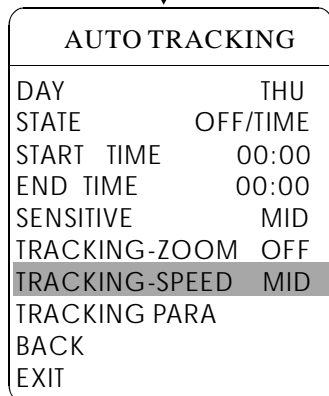 AUTO TRACKING
DAY THU
STATE OFF/TIME
START TIME 00:00
END TIME 00:00
SENSITIVE MID
TRACKING-ZOOM OFF
TRACKING-SPEED MID
TRACKING PARA
BACK
EXIT